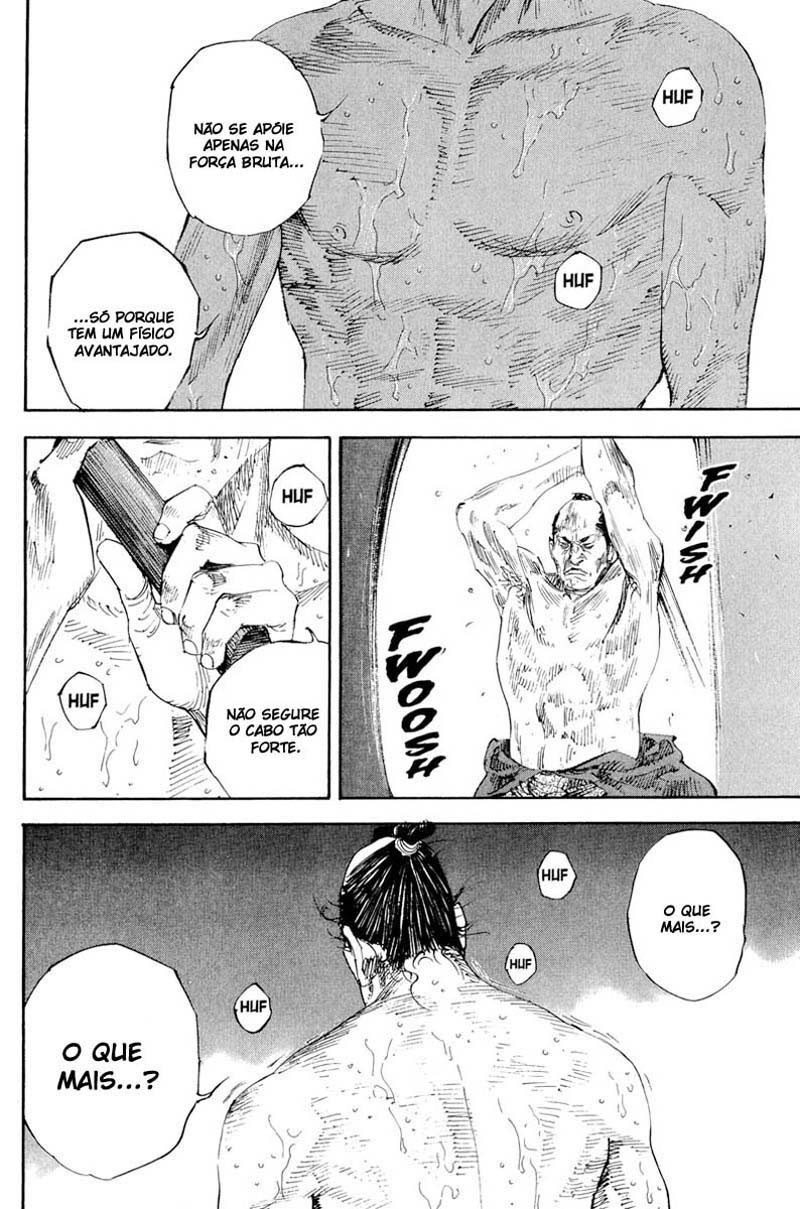 HUF
NÃO SE APÓIE
APENAS NA
FORÇA BRUTA...
HUF
...SÓ PORQUE
TEM UM FÍSICO
AVANTAJADO.
HUF
HUF
NÃO SEGURE
O CABO TÃO
FORTE.
FWISH
FWOOSH
HUF
O QUE
MAIS...?
HUF
HUF
O QUE
MAIS...?